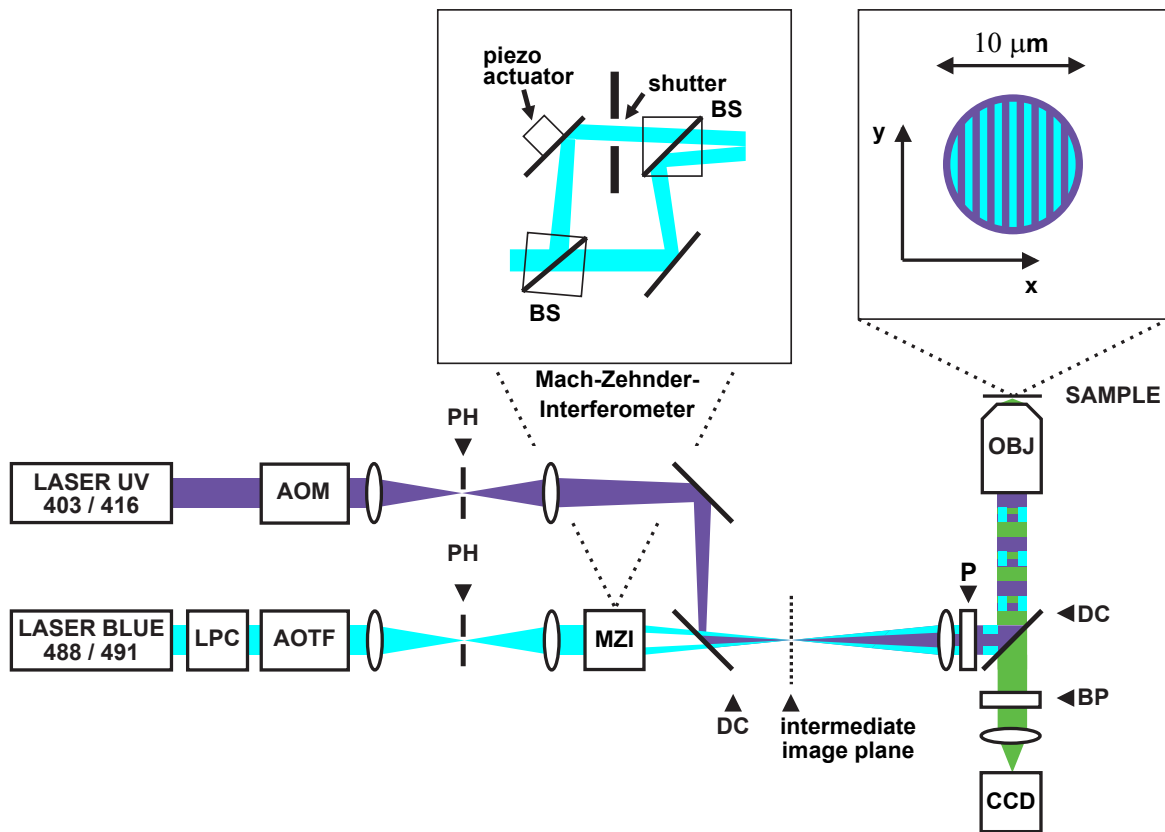 piezo
actuator
shutter
BS
BS
10 μm
y
x
Mach-Zehnder-
Interferometer
SAMPLE
OBJ
PH
LASER UV
403 / 416
AOM
PH
P
LASER BLUE
488 / 491
LPC
AOTF
MZI
DC
DC
intermediate
image plane
BP
CCD